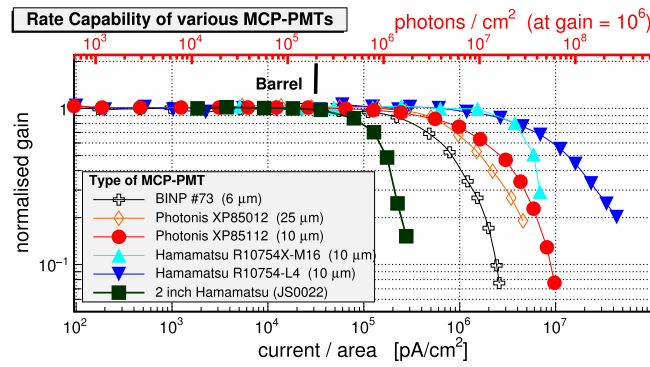 Rate Capability of various MCP-PMTs
photons / cm² (at gain = 10⁶)
10³ 10⁴ 10⁵ 10⁶ 10⁷ 10⁸
Barrel
normalised gain
1
10⁻¹
Type of MCP-PMT
BINP #73 (6 μm)
Photonis XP85012 (25 μm)
Photonis XP85112 (10 μm)
Hamamatsu R10754X-M16 (10 μm)
Hamamatsu R10754-L4 (10 μm)
2 inch Hamamatsu (JS0022)
10² 10³ 10⁴ 10⁵ 10⁶ 10⁷
current / area [pA/cm²]